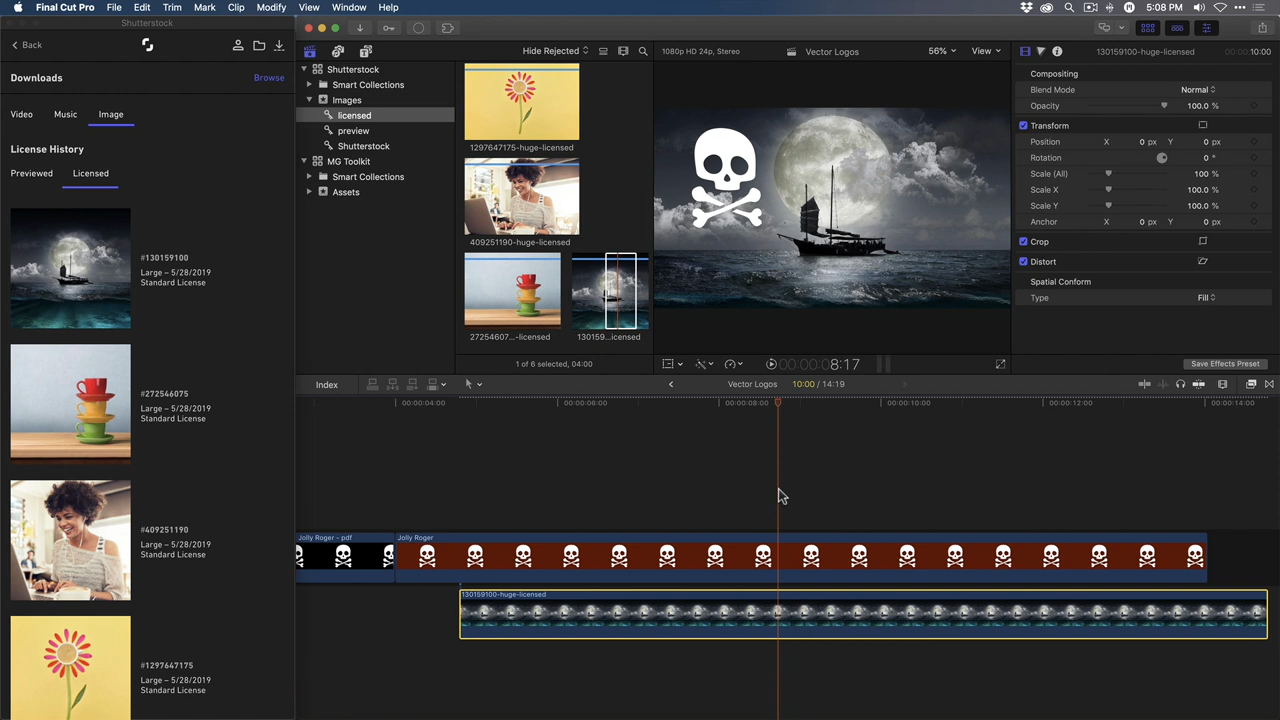 Final Cut Pro File Edit Trim Mark Clip Modify View Window Help 5:08 PM
Shutterstock
Back
Downloads Browse
Video Music Image
License History
Previewed Licensed
#130159100
Large – 5/28/2019
Standard License
#272546075
Large – 5/28/2019
Standard License
#409251190
Large – 5/28/2019
Standard License
#1297647175
Large – 5/28/2019
Standard License
Hide Rejected
Shutterstock
Smart Collections
Images
licensed
preview
Shutterstock
MG Toolkit
Smart Collections
Assets
1297647175-huge-licensed
409251190-huge-licensed
27254607...-licensed 130159...icensed
1 of 6 selected, 04:00
1080p HD 24p, Stereo Vector Logos 56% View
00:00:08:17
130159100-huge-licensed 00:00:10:00
Compositing
Blend Mode Normal
Opacity 100.0 %
Transform
Position X 0 px Y 0 px
Rotation 0 °
Scale (All) 100 %
Scale X 100.0 %
Scale Y 100.0 %
Anchor X 0 px Y 0 px
Crop
Distort
Spatial Conform
Type Fill
Save Effects Preset
Index Vector Logos 10:00 / 14:19
00:00:04:00 00:00:06:00 00:00:08:00 00:00:10:00 00:00:12:00 00:00:14:00
Jolly Roger - pdf Jolly Roger
130159100-huge-licensed